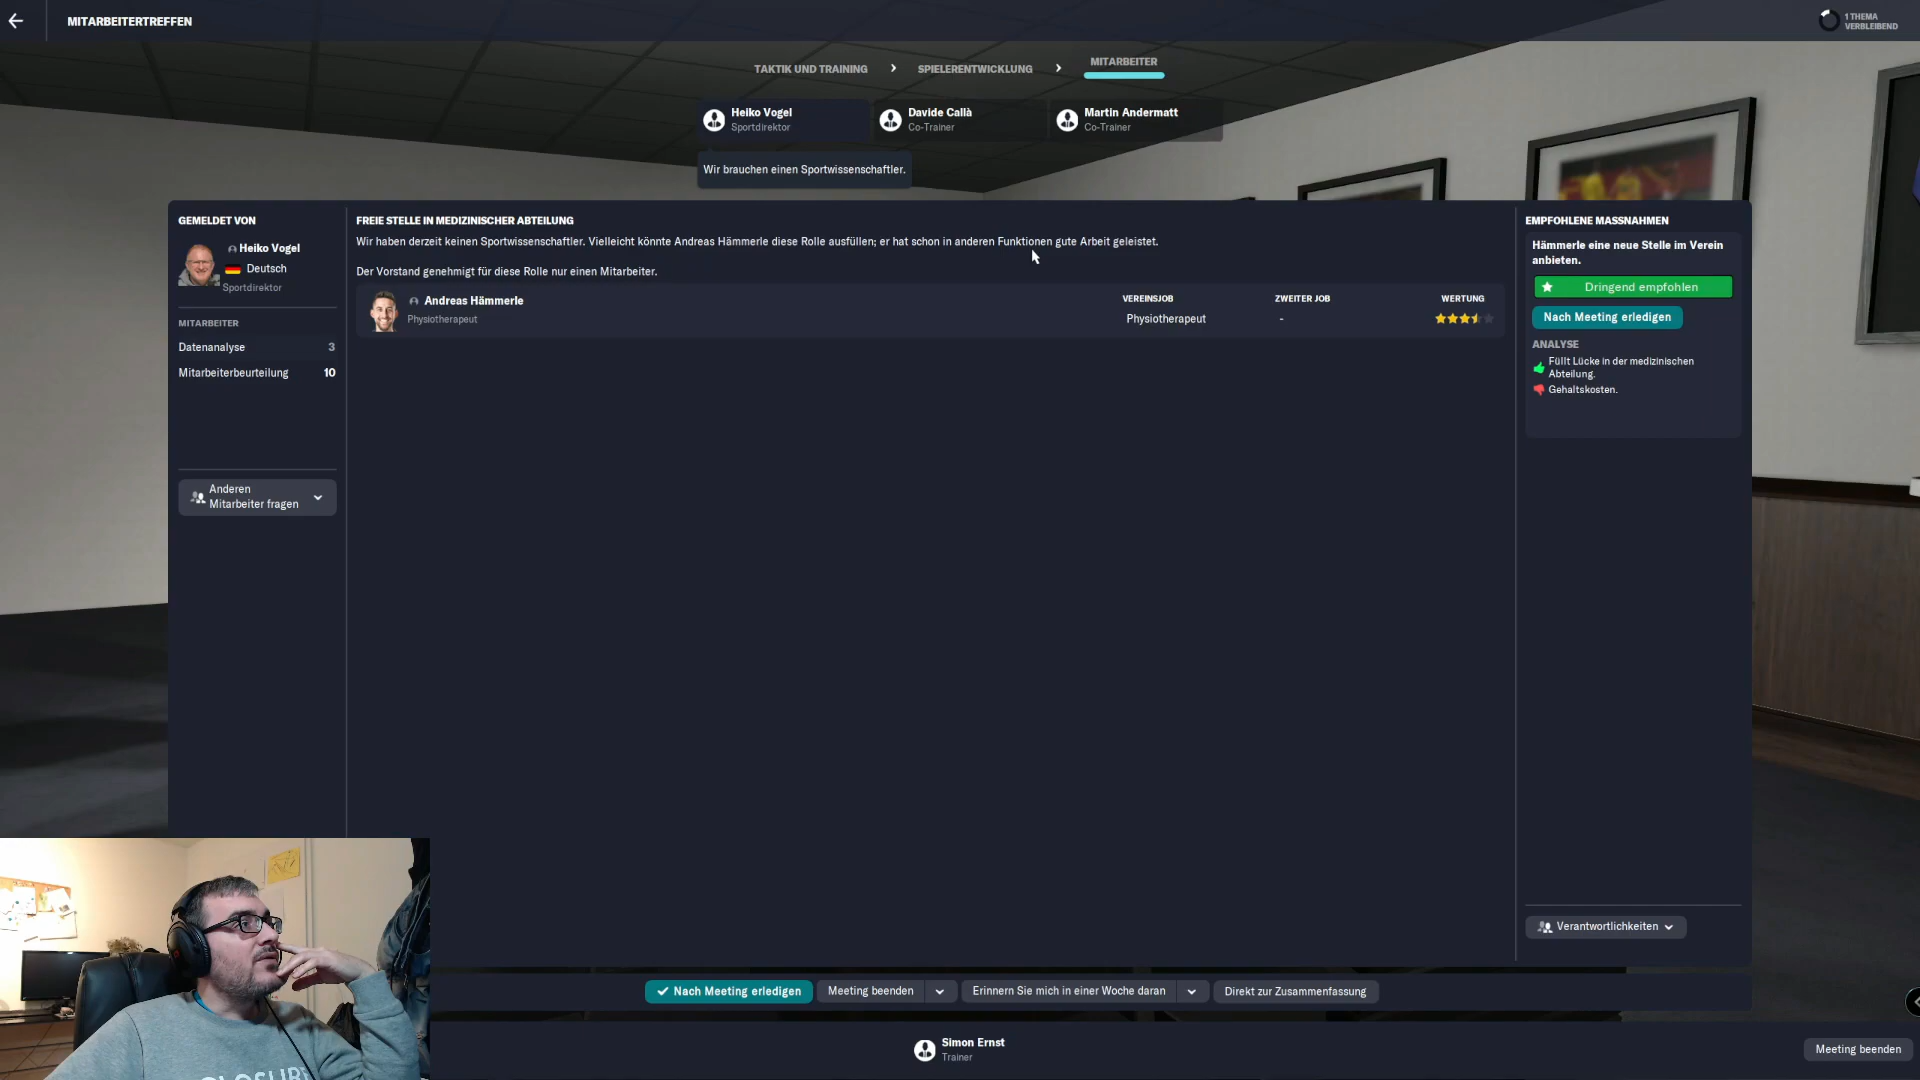 MITARBEITERTREFFEN
1 THEMA
VERBLEIBEND
TAKTIK UND TRAINING
SPIELERENTWICKLUNG
MITARBEITER
Heiko Vogel
Sportdirektor
Davide Callà
Co-Trainer
Martin Andermatt
Co-Trainer
Wir brauchen einen Sportwissenschaftler.
GEMELDET VON
Heiko Vogel
Deutsch
Sportdirektor
MITARBEITER
Datenanalyse 3
Mitarbeiterbeurteilung 10
Anderen
Mitarbeiter fragen
FREIE STELLE IN MEDIZINISCHER ABTEILUNG
Wir haben derzeit keinen Sportwissenschaftler. Vielleicht könnte Andreas Hämmerle diese Rolle ausfüllen; er hat schon in anderen Funktionen gute Arbeit geleistet.
Der Vorstand genehmigt für diese Rolle nur einen Mitarbeiter.
Andreas Hämmerle
Physiotherapeut
VEREINSJOB
Physiotherapeut
ZWEITER JOB
-
WERTUNG
EMPFOHLENE MASSNAHMEN
Hämmerle eine neue Stelle im Verein
anbieten.
Dringend empfohlen
Nach Meeting erledigen
ANALYSE
Füllt Lücke in der medizinischen
Abteilung.
Gehaltskosten.
Verantwortlichkeiten
Nach Meeting erledigen
Meeting beenden
Erinnern Sie mich in einer Woche daran
Direkt zur Zusammenfassung
Simon Ernst
Trainer
Meeting beenden